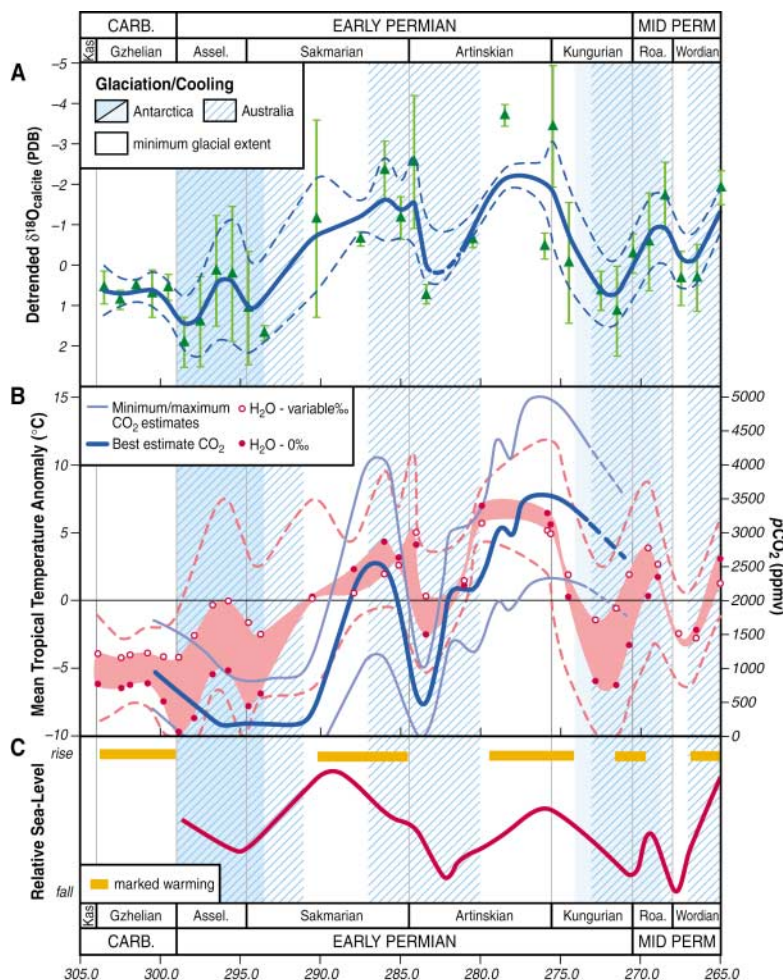 CARB. EARLY PERMIAN MID PERM
Kas Gzhelian Assel. Sakmarian Artinskian Kungurian Roa. Wordian
A
Glaciation/Cooling
Antarctica Australia
minimum glacial extent
Detrended δ¹⁸Ocalcite (PDB)
−5
−4
−3
−2
−1
0
1
2
B
Minimum/maximum CO₂ estimates
Best estimate CO₂
H₂O - variable‰
H₂O - 0‰
Mean Tropical Temperature Anomaly (°C)
15
10
5
0
−5
−10
pCO₂ (ppmv)
5000
4500
4000
3500
3000
2500
2000
1500
1000
500
0
C
rise
Relative Sea-Level
fall
marked warming
Kas Gzhelian Assel. Sakmarian Artinskian Kungurian Roa. Wordian
CARB. EARLY PERMIAN MID PERM
305.0 300.0 295.0 290.0 285.0 280.0 275.0 270.0 265.0